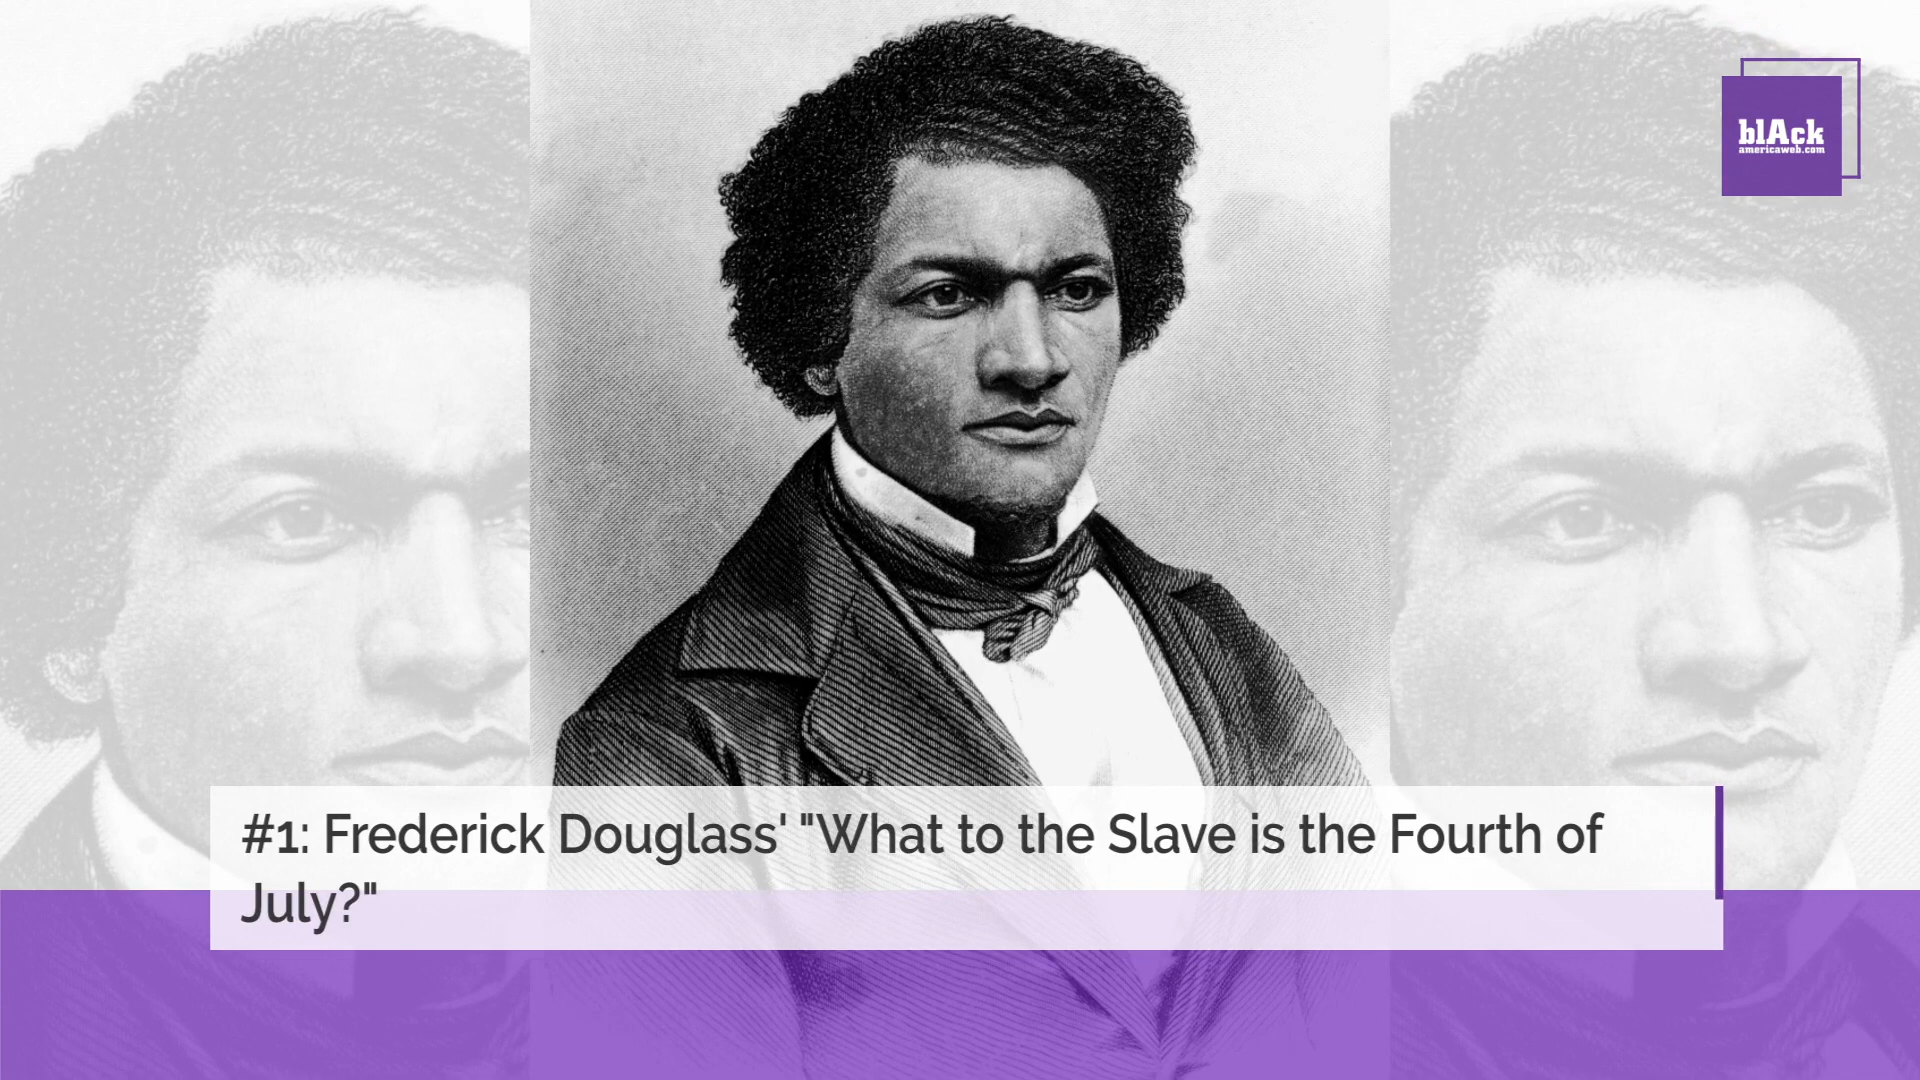 blAck
americaweb.com
#1: Frederick Douglass' "What to the Slave is the Fourth of
July?"